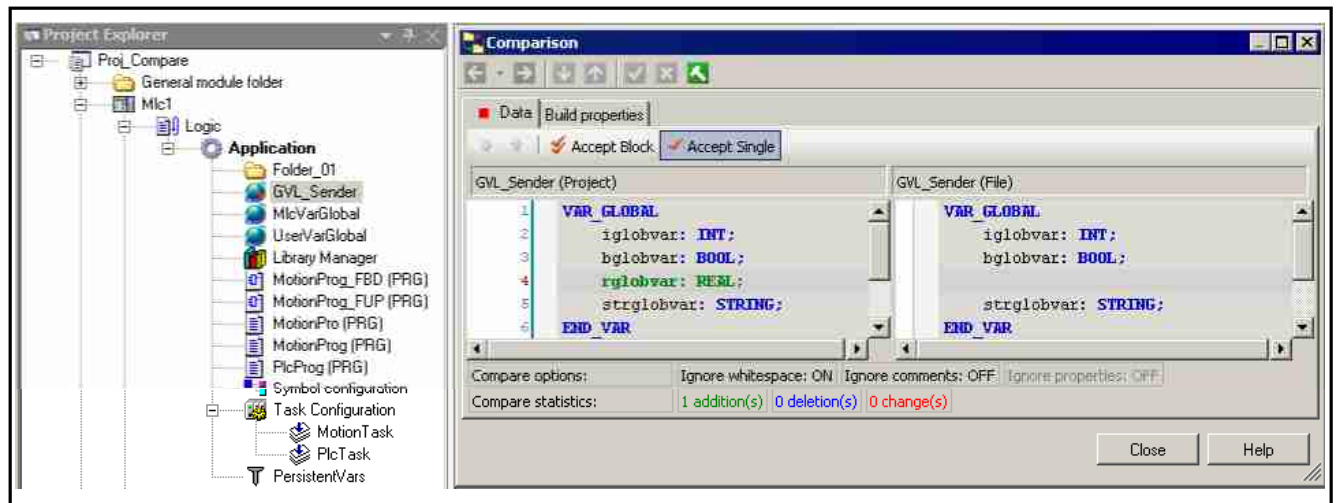 Project Explorer
Proj_Compare
General module folder
Mlc1
Logic
Application
Folder_01
GVL_Sender
MlcVarGlobal
UserVarGlobal
Library Manager
MotionProg_FBD (PRG)
MotionProg_FUP (PRG)
MotionPro (PRG)
MotionProg (PRG)
PlcProg (PRG)
Symbol configuration
Task Configuration
MotionTask
PlcTask
PersistentVars
Comparison
Data Build properties
Accept Block Accept Single
GVL_Sender (Project) GVL_Sender (File)
1 VAR_GLOBAL VAR_GLOBAL
2 iglobvar: INT; iglobvar: INT;
3 bglobvar: BOOL; bglobvar: BOOL;
4 rglobvar: REAL;
5 strglobvar: STRING; strglobvar: STRING;
6 END_VAR END_VAR
Compare options: Ignore whitespace: ON Ignore comments: OFF Ignore properties: OFF
Compare statistics: 1 addition(s) 0 deletion(s) 0 change(s)
Close Help